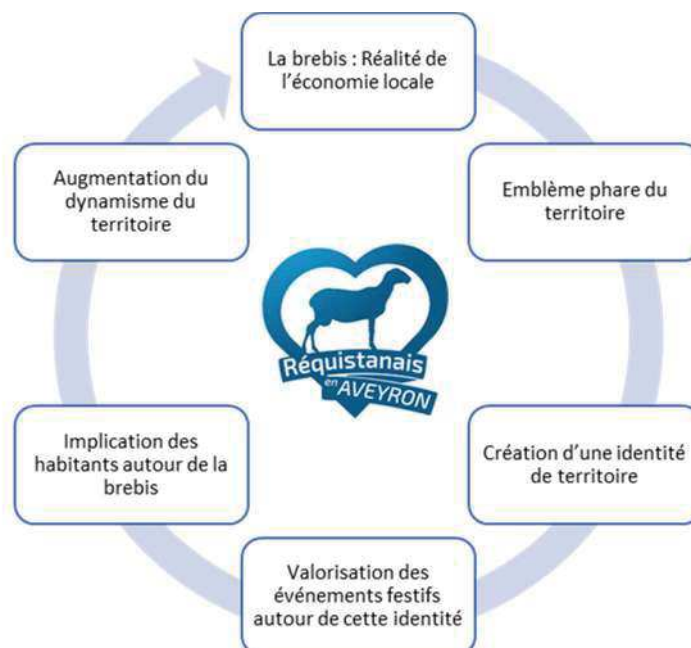 La brebis : Réalité de
l'économie locale
Emblème phare du
territoire
Création d'une identité
de territoire
Valorisation des
événements festifs
autour de cette identité
Implication des
habitants autour de la
brebis
Augmentation du
dynamisme du
territoire
Réquistanais
en AVEYRON